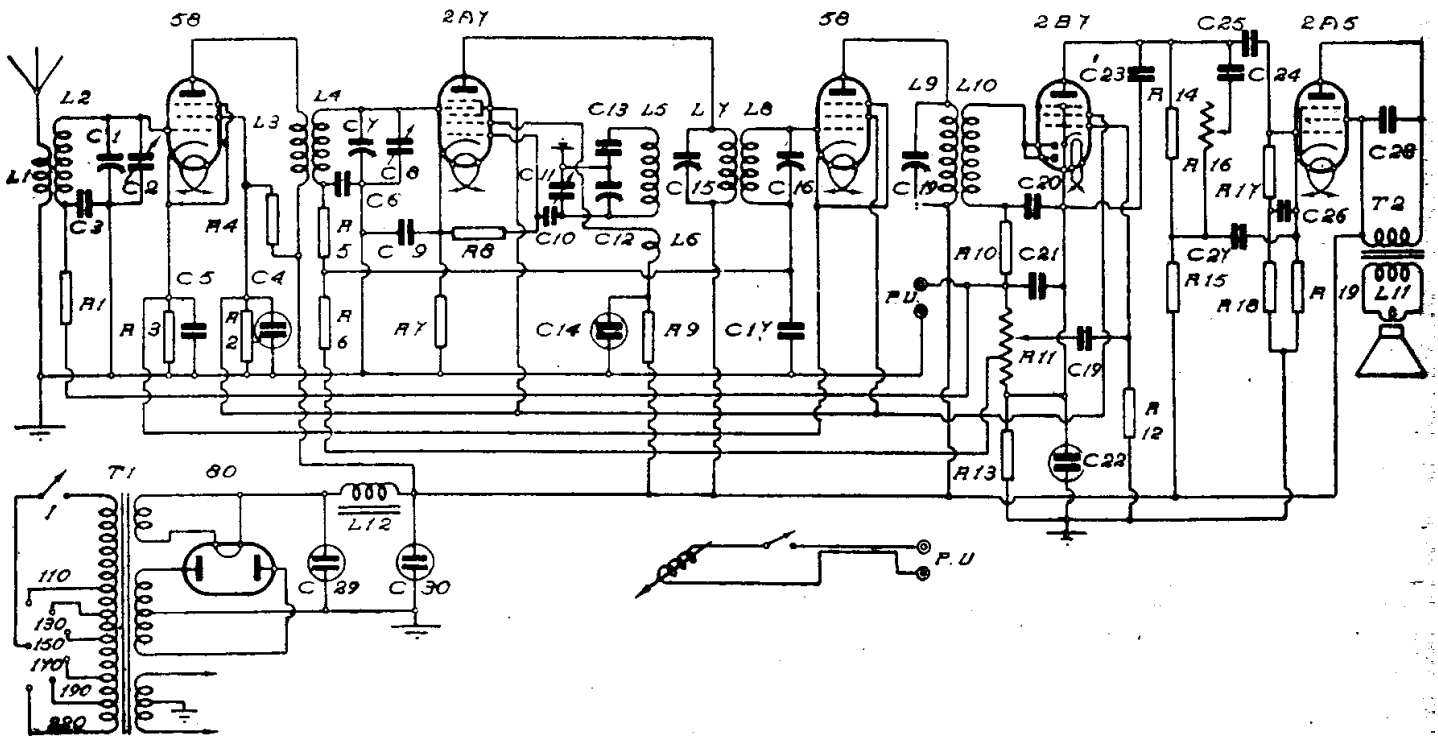 58
2A7
58
2B7
C25
2A5
L2
C1
C2
L1
C3
R1
L3
R4
C5
C4
R3
R2
L4
C7
C8
C6
R5
C9
R8
R6
R7
C13
L5
C11
C10
C12
L6
C14
R9
L7
L8
C15
C16
C17
L9
L10
C19
C20
R10
C21
P.U.
R11
C19
R13
C22
R12
C23
R14
C24
R16
R17
C26
C27
R15
R18
R19
C28
T2
L11
T1
80
I
L12
C29
C30
110
130
150
170
190
220
P.U